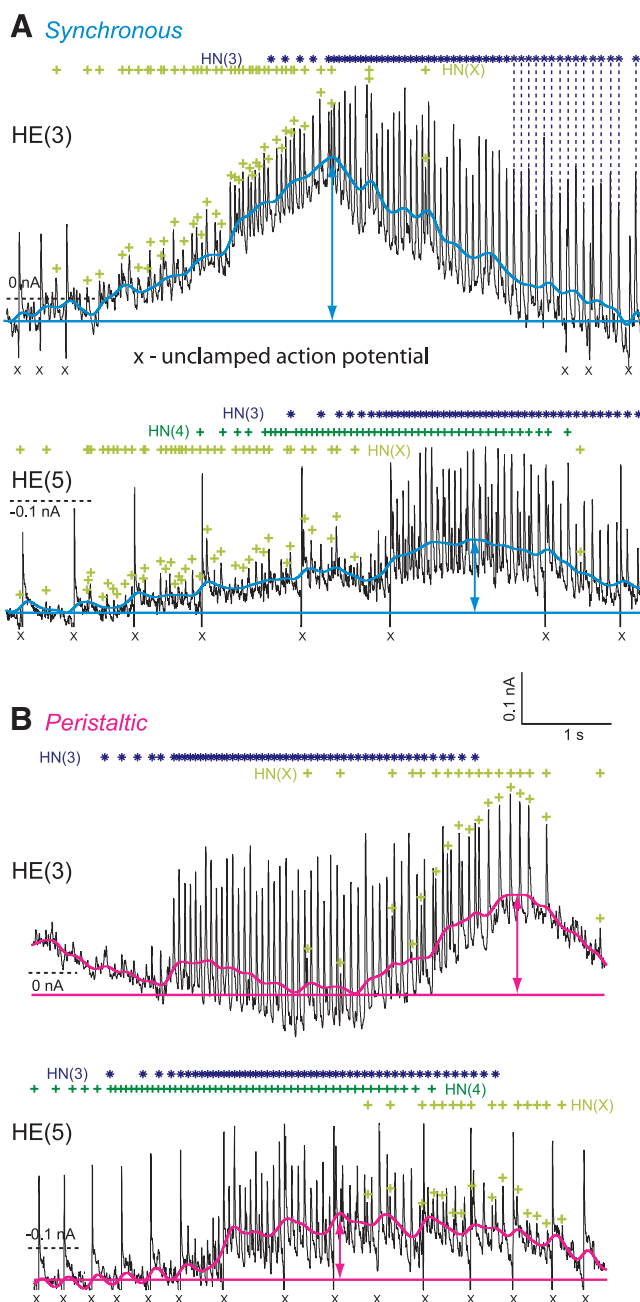 A Synchronous
HN(3)
HN(X)
HE(3)
0 nA
x - unclamped action potential
x x x x x x
HN(3)
HN(4)
HN(X)
HE(5)
-0.1 nA
x x x x x x x x
0.1 nA
1 s
B Peristaltic
HN(3)
HN(X)
HE(3)
0 nA
HN(3)
HN(4)
HN(X)
HE(5)
-0.1 nA
x x x x x x x x x x x x x x x